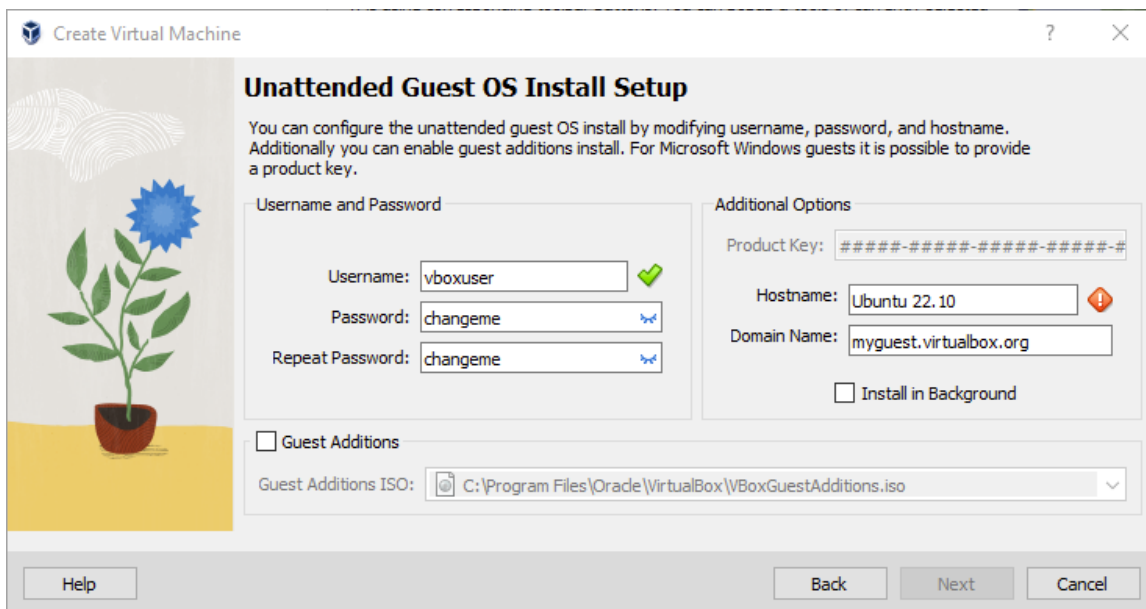 Create Virtual Machine
Unattended Guest OS Install Setup
You can configure the unattended guest OS install by modifying username, password, and hostname.
Additionally you can enable guest additions install. For Microsoft Windows guests it is possible to provide
a product key.
Username and Password
Username: vboxuser
Password: changeme
Repeat Password: changeme
Additional Options
Product Key: #####-#####-#####-#####-#
Hostname: Ubuntu 22.10
Domain Name: myguest.virtualbox.org
Install in Background
Guest Additions
Guest Additions ISO: C:\Program Files\Oracle\VirtualBox\VBoxGuestAdditions.iso
Help
Back
Next
Cancel